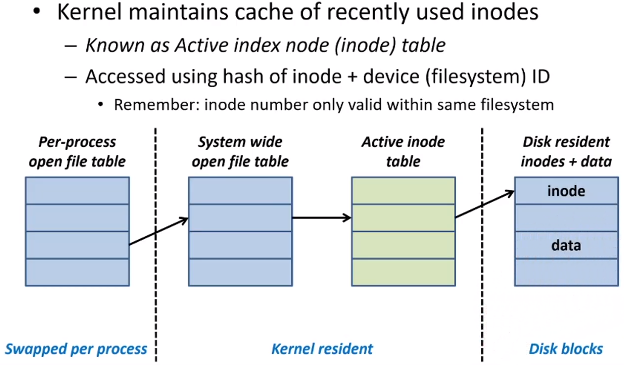 • Kernel maintains cache of recently used inodes
– Known as Active index node (inode) table
– Accessed using hash of inode + device (filesystem) ID
• Remember: inode number only valid within same filesystem
Per-process
open file table
System wide
open file table
Active inode
table
Disk resident
inodes + data
inode
data
Swapped per process
Kernel resident
Disk blocks